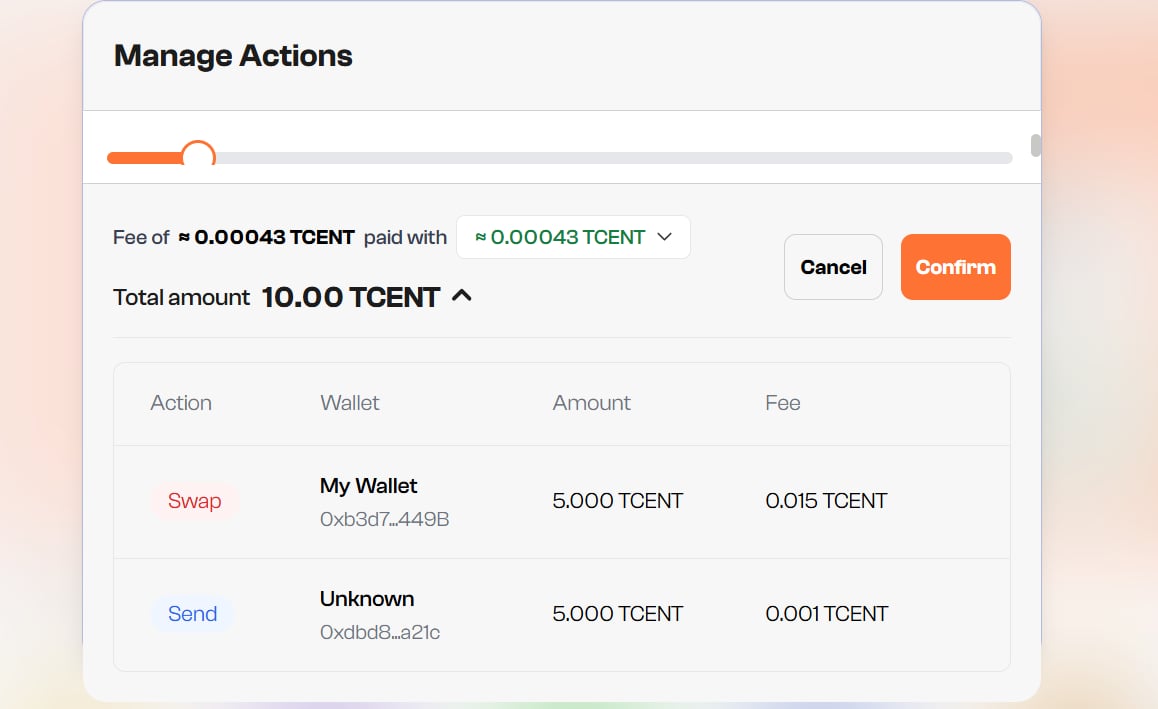 Manage Actions
Fee of ≈ 0.00043 TCENT paid with ≈ 0.00043 TCENT
Total amount 10.00 TCENT
Cancel
Confirm
Action Wallet Amount Fee
Swap My Wallet 5.000 TCENT 0.015 TCENT
0xb3d7...449B
Send Unknown 5.000 TCENT 0.001 TCENT
0xdbd8...a21c